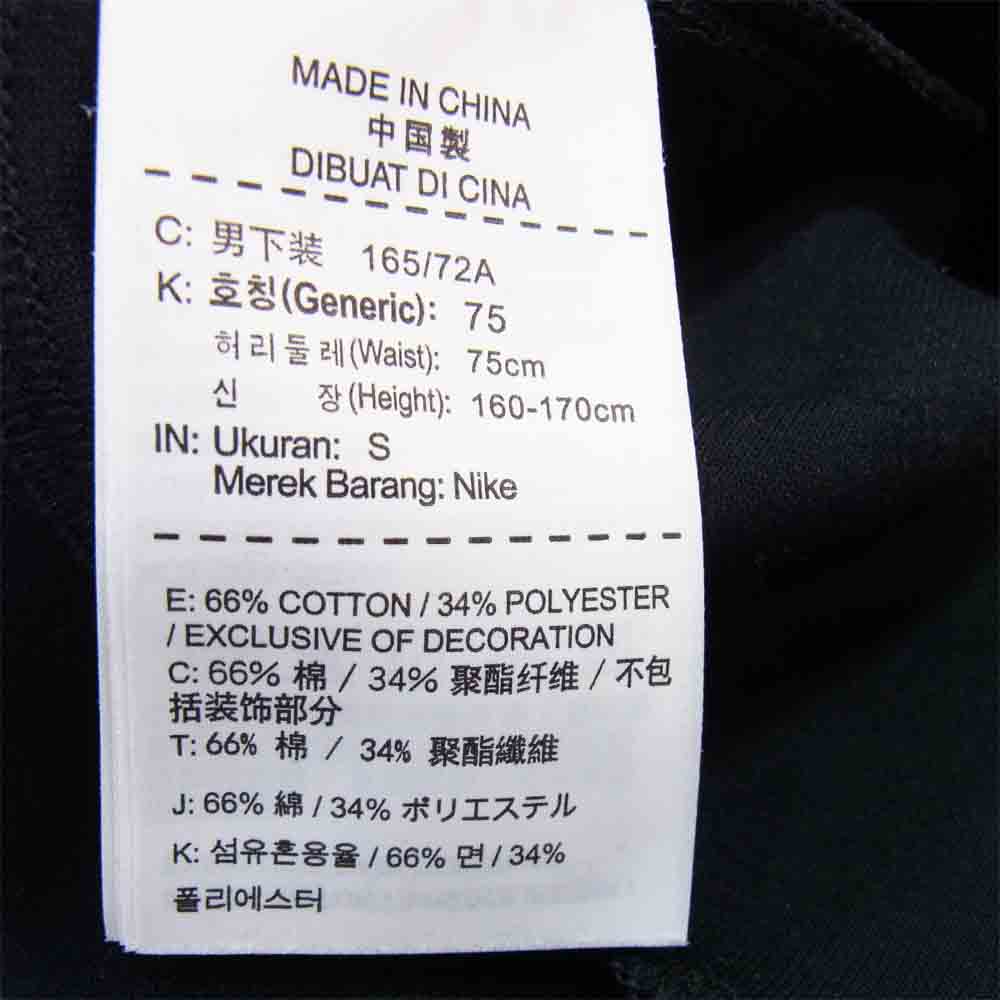 MADE IN CHINA
中国製
DIBUAT DI CINA
C: 男下装 165/72A
K: 호칭(Generic): 75
허리둘레(Waist): 75cm
신 장(Height): 160-170cm
IN: Ukuran: S
Merek Barang: Nike
E: 66% COTTON / 34% POLYESTER
/ EXCLUSIVE OF DECORATION
C: 66% 棉 / 34% 聚酯纤维 / 不包
括装饰部分
T: 66% 棉 / 34% 聚酯纖維
J: 66% 綿 / 34% ポリエステル
K: 섬유혼용율 / 66% 면 / 34%
폴리에스터